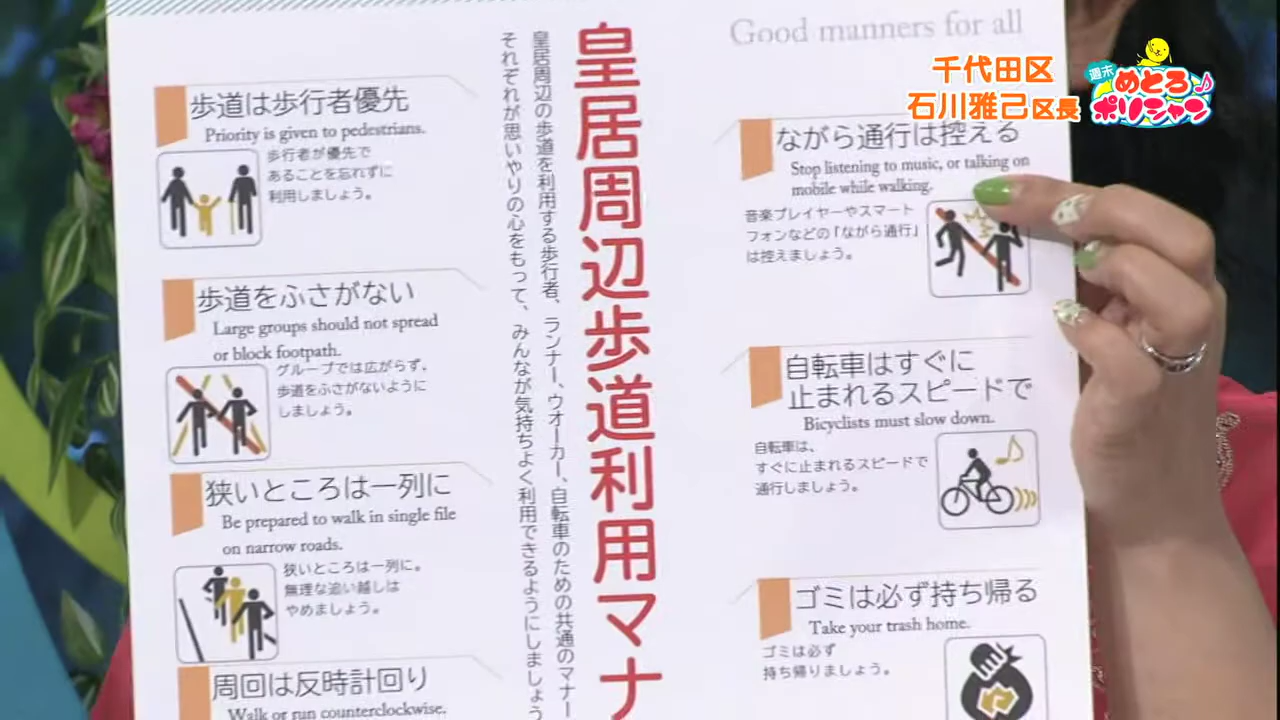 Good manners for all
千代田区
石川雅己区長
週末
めとろ♪
ポリシャン
皇居周辺歩道利用マナ
皇居周辺の歩道を利用する歩行者、ランナー、ウオーカー、自転車のための共通のマナー
それぞれが思いやりの心をもって、みんなが気持ちよく利用できるようにしましょう
歩道は歩行者優先
Priority is given to pedestrians.
歩行者が優先で
あることを忘れずに
利用しましょう。
歩道をふさがない
Large groups should not spread
or block footpath.
グループでは広がらず、
歩道をふさがないように
しましょう。
狭いところは一列に
Be prepared to walk in single file
on narrow roads.
狭いところは一列に。
無理な追い越しは
やめましょう。
周回は反時計回り
Walk or run counterclockwise.
ながら通行は控える
Stop listening to music, or talking on
mobile while walking.
音楽プレイヤーやスマート
フォンなどの「ながら通行」
は控えましょう。
自転車はすぐに
止まれるスピードで
Bicyclists must slow down.
自転車は、
すぐに止まれるスピードで
通行しましょう。
ゴミは必ず持ち帰る
Take your trash home.
ゴミは必ず
持ち帰りましょう。